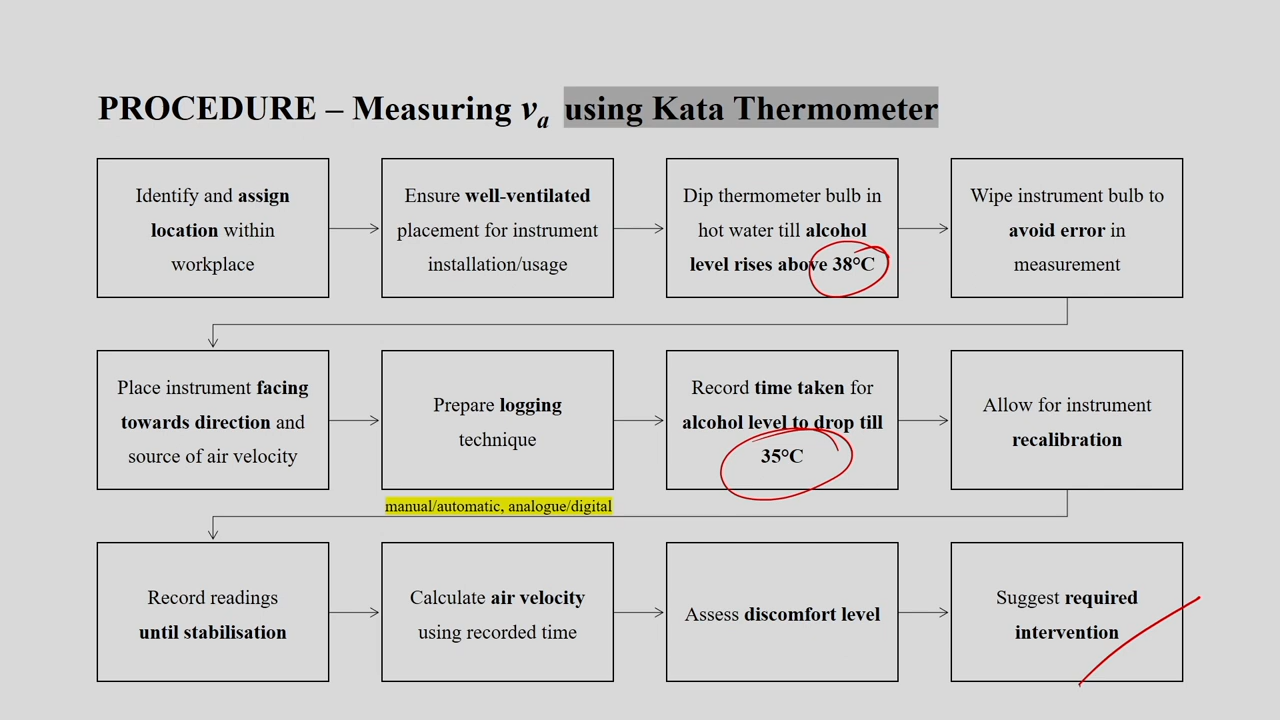 PROCEDURE – Measuring vₐ using Kata Thermometer
Identify and assign
location within
workplace
Ensure well-ventilated
placement for instrument
installation/usage
Dip thermometer bulb in
hot water till alcohol
level rises above 38°C
Wipe instrument bulb to
avoid error in
measurement
Place instrument facing
towards direction and
source of air velocity
Prepare logging
technique
manual/automatic, analogue/digital
Record time taken for
alcohol level to drop till
35°C
Allow for instrument
recalibration
Record readings
until stabilisation
Calculate air velocity
using recorded time
Assess discomfort level
Suggest required
intervention